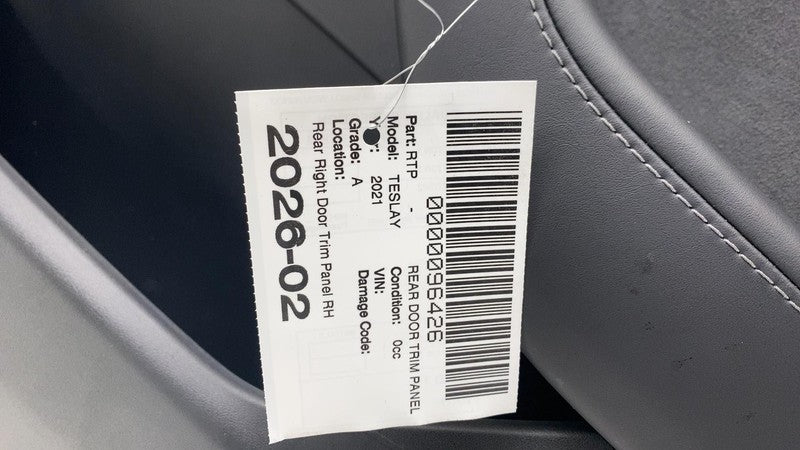 0000096426
Part: RTP - REAR DOOR TRIM PANEL
Model: TESLAY Condition: 0cc
Year: 2021 VIN:
Grade: A Damage Code:
Location:
Rear Right Door Trim Panel RH
2026-02